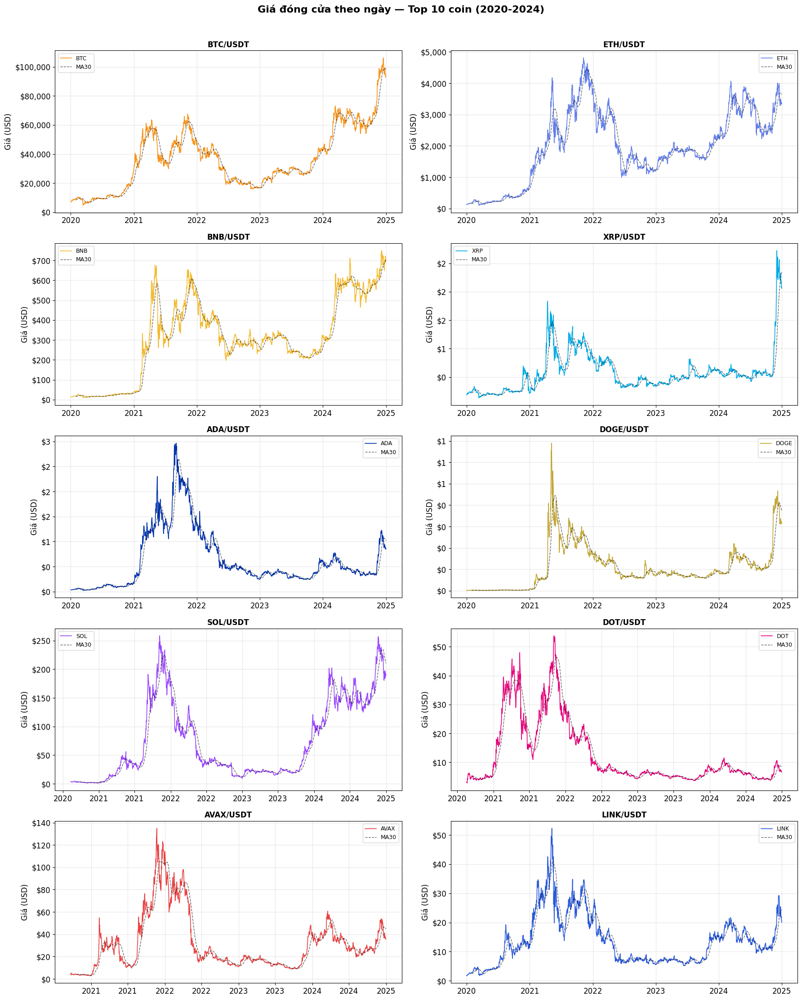 Giá đóng cửa theo ngày — Top 10 coin (2020-2024)
BTC/USDT
BTC
MA30
Giá (USD)
$100,000
$80,000
$60,000
$40,000
$20,000
$0
2020 2021 2022 2023 2024 2025
ETH/USDT
ETH
MA30
Giá (USD)
$5,000
$4,000
$3,000
$2,000
$1,000
$0
2020 2021 2022 2023 2024 2025
BNB/USDT
BNB
MA30
Giá (USD)
$700
$600
$500
$400
$300
$200
$100
$0
2020 2021 2022 2023 2024 2025
XRP/USDT
XRP
MA30
Giá (USD)
$2
$2
$2
$1
$0
2020 2021 2022 2023 2024 2025
ADA/USDT
ADA
MA30
Giá (USD)
$3
$2
$2
$2
$1
$0
$0
2020 2021 2022 2023 2024 2025
DOGE/USDT
DOGE
MA30
Giá (USD)
$1
$1
$1
$0
$0
$0
$0
$0
2020 2021 2022 2023 2024 2025
SOL/USDT
SOL
MA30
Giá (USD)
$250
$200
$150
$100
$50
$0
2020 2021 2021 2022 2022 2023 2023 2024 2024 2025
DOT/USDT
DOT
MA30
Giá (USD)
$50
$40
$30
$20
$10
2020 2021 2021 2022 2022 2023 2023 2024 2024 2025
AVAX/USDT
AVAX
MA30
Giá (USD)
$140
$120
$100
$80
$60
$40
$20
$0
2021 2021 2022 2022 2023 2023 2024 2024 2025
LINK/USDT
LINK
MA30
Giá (USD)
$50
$40
$30
$20
$10
$0
2020 2021 2022 2023 2024 2025